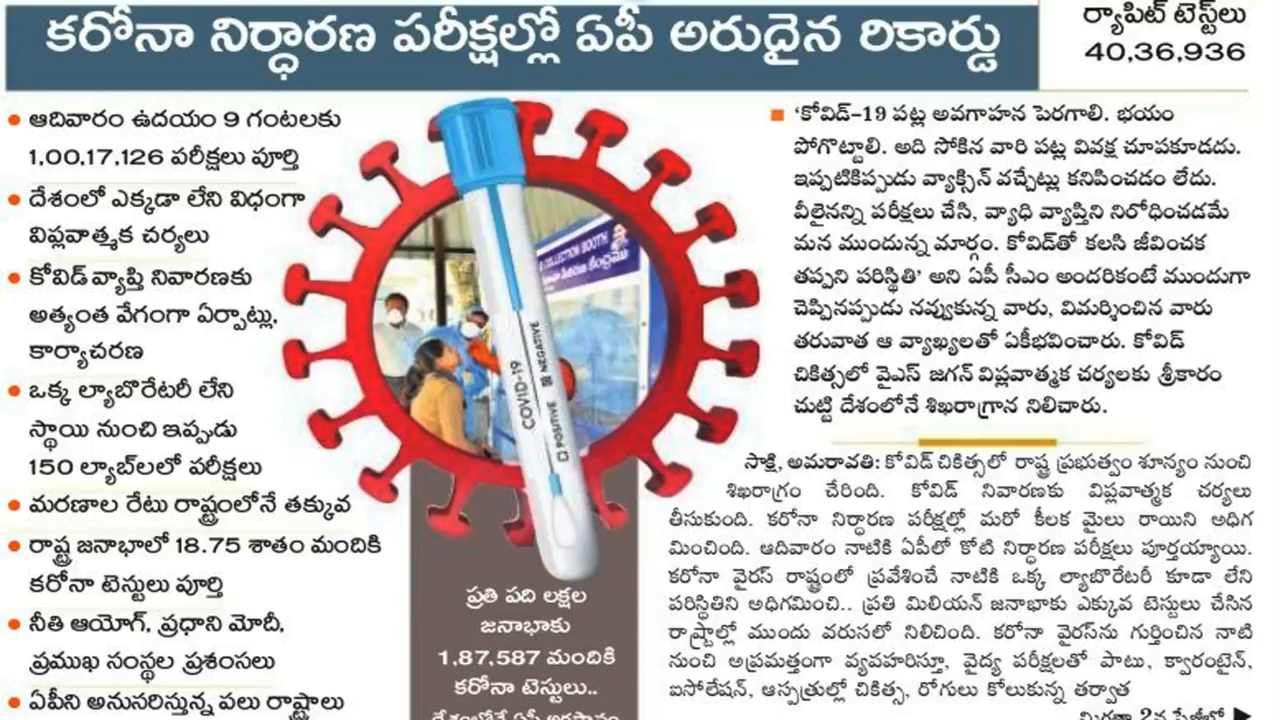 కరోనా నిర్ధారణ పరీక్షల్లో ఏపీ అరుదైన రికార్డు
ర్యాపిట్ టెస్ట్‌లు
40,36,936
ఆదివారం ఉదయం 9 గంటలకు
1,00,17,126 పరీక్షలు పూర్తి
దేశంలో ఎక్కడా లేని విధంగా
విప్లవాత్మక చర్యలు
కోవిడ్ వ్యాప్తి నివారణకు
అత్యంత వేగంగా ఏర్పాట్లు,
కార్యాచరణ
ఒక్క ల్యాబొరేటరీ లేని
స్థాయి నుంచి ఇప్పుడు
150 ల్యాబ్‌లలో పరీక్షలు
మరణాల రేటు రాష్ట్రంలోనే తక్కువ
రాష్ట్ర జనాభాలో 18.75 శాతం మందికి
కరోనా టెస్టులు పూర్తి
నీతి ఆయోగ్, ప్రధాని మోదీ,
ప్రముఖ సంస్థల ప్రశంసలు
ఏపీని అనుసరిస్తున్న పలు రాష్ట్రాలు
COLLECTION BOOTH
కేంద్రము
COVID-19
NEGATIVE
POSITIVE
ప్రతి పది లక్షల
జనాభాకు
1,87,587 మందికి
కరోనా టెస్టులు..
దేశంలోనే ఏపీ అగ్రస్థానం
'కోవిడ్–19 పట్ల అవగాహన పెరగాలి. భయం
పోగొట్టాలి. అది సోకిన వారి పట్ల వివక్ష చూపకూడదు.
ఇప్పటికిప్పుడు వ్యాక్సిన్ వచ్చేట్లు కనిపించడం లేదు.
వీలైనన్ని పరీక్షలు చేసి, వ్యాధి వ్యాప్తిని నిరోధించడమే
మన ముందున్న మార్గం. కోవిడ్‌తో కలసి జీవించక
తప్పని పరిస్థితి' అని ఏపీ సీఎం అందరికంటే ముందుగా
చెప్పినప్పుడు నవ్వుకున్న వారు, విమర్శించిన వారు
తరువాత ఆ వ్యాఖ్యలతో ఏకీభవించారు. కోవిడ్
చికిత్సలో వైఎస్ జగన్ విప్లవాత్మక చర్యలకు శ్రీకారం
చుట్టి దేశంలోనే శిఖరాగ్రాన నిలిచారు.
సాక్షి, అమరావతి: కోవిడ్ చికిత్సలో రాష్ట్ర ప్రభుత్వం శూన్యం నుంచి
శిఖరాగ్రం చేరింది. కోవిడ్ నివారణకు విప్లవాత్మక చర్యలు
తీసుకుంది. కరోనా నిర్ధారణ పరీక్షల్లో మరో కీలక మైలు రాయిని అధిగ
మించింది. ఆదివారం నాటికి ఏపీలో కోటి నిర్ధారణ పరీక్షలు పూర్తయ్యాయి.
కరోనా వైరస్ రాష్ట్రంలో ప్రవేశించే నాటికి ఒక్క ల్యాబొరేటరీ కూడా లేని
పరిస్థితిని అధిగమించి.. ప్రతి మిలియన్ జనాభాకు ఎక్కువ టెస్టులు చేసిన
రాష్ట్రాల్లో ముందు వరుసలో నిలిచింది. కరోనా వైరస్‌ను గుర్తించిన నాటి
నుంచి అప్రమత్తంగా వ్యవహరిస్తూ, వైద్య పరీక్షలతో పాటు, క్వారంటైన్,
ఐసోలేషన్, ఆస్పత్రుల్లో చికిత్స, రోగులు కోలుకున్న తర్వాత
మిగతా 2వ పేజీలో